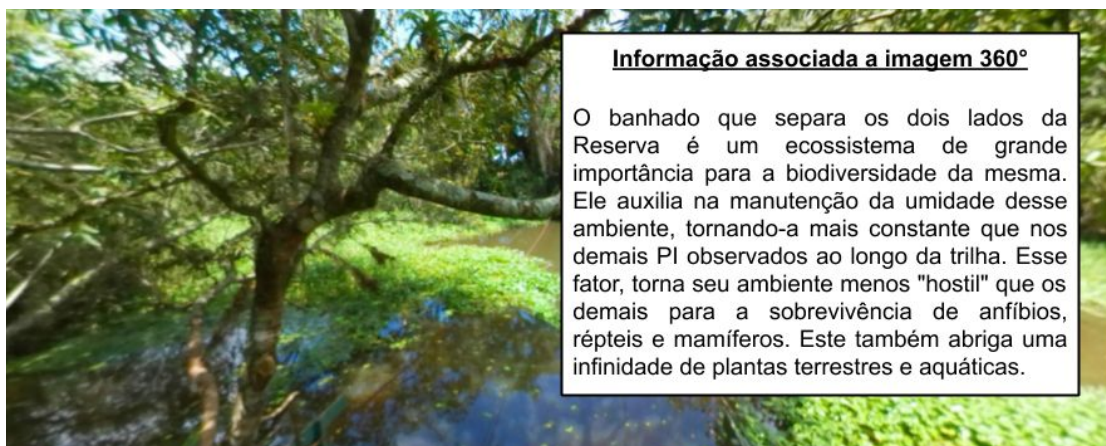 Informação associada a imagem 360°
O banhado que separa os dois lados da
Reserva é um ecossistema de grande
importância para a biodiversidade da mesma.
Ele auxilia na manutenção da umidade desse
ambiente, tornando-a mais constante que nos
demais PI observados ao longo da trilha. Esse
fator, torna seu ambiente menos "hostil" que os
demais para a sobrevivência de anfíbios,
répteis e mamíferos. Este também abriga uma
infinidade de plantas terrestres e aquáticas.